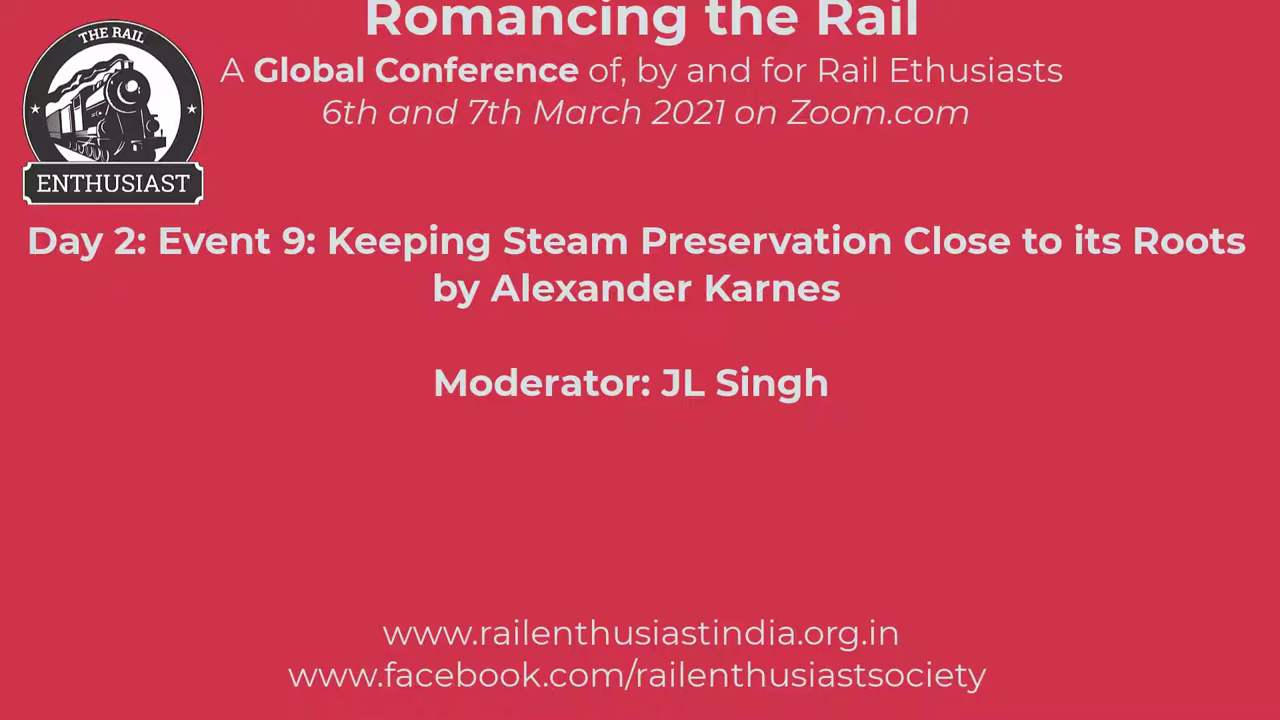 Romancing the Rail
THE RAIL
ENTHUSIAST
A Global Conference of, by and for Rail Ethusiasts
6th and 7th March 2021 on Zoom.com
Day 2: Event 9: Keeping Steam Preservation Close to its Roots
by Alexander Karnes
Moderator: JL Singh
www.railenthusiastindia.org.in
www.facebook.com/railenthusiastsociety